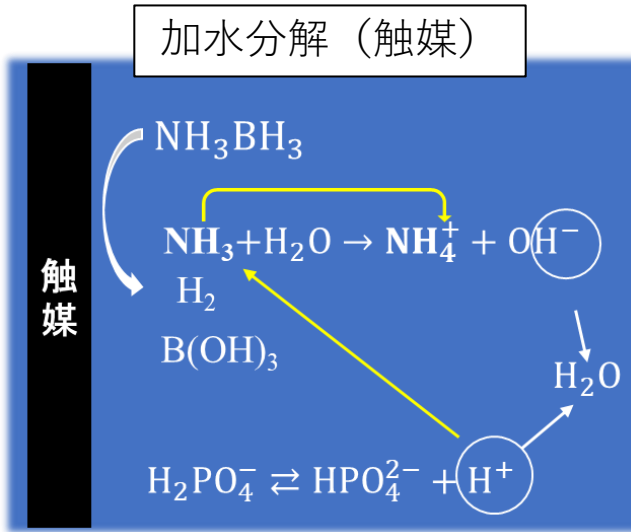 加水分解（触媒）
触媒
NH₃BH₃
NH₃+H₂O → NH₄⁺ + OH⁻
H₂
B(OH)₃
H₂O
H₂PO₄⁻ ⇄ HPO₄²⁻ + H⁺